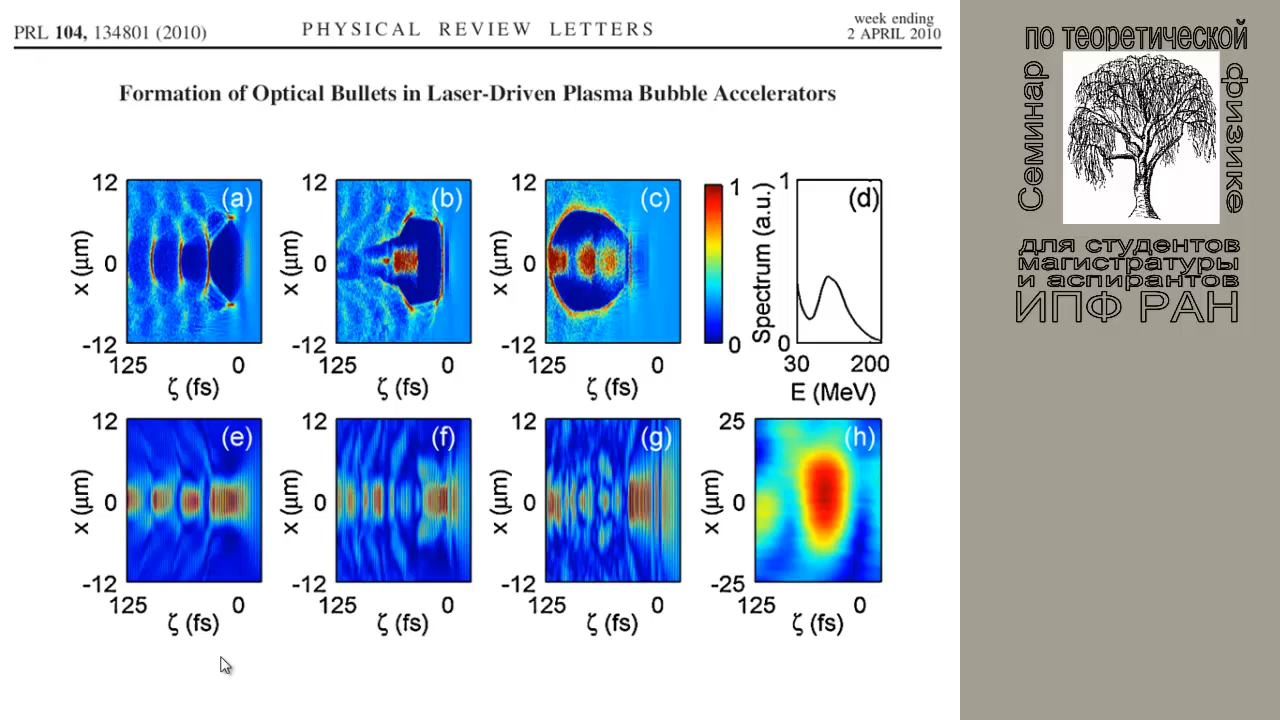 PRL 104, 134801 (2010)
PHYSICAL REVIEW LETTERS
week ending
2 APRIL 2010
Formation of Optical Bullets in Laser-Driven Plasma Bubble Accelerators
12
x (μm)
0
-12
(a)
125
0
ζ (fs)
12
x (μm)
0
-12
(b)
125
0
ζ (fs)
12
x (μm)
0
-12
(c)
125
0
ζ (fs)
1
0
Spectrum (a.u.)
1
0
(d)
30
200
E (MeV)
12
x (μm)
0
-12
(e)
125
0
ζ (fs)
12
x (μm)
0
-12
(f)
125
0
ζ (fs)
12
x (μm)
0
-12
(g)
125
0
ζ (fs)
25
x (μm)
0
-25
(h)
125
0
ζ (fs)
Семинар
по теоретической
физике
для студентов
магистратуры
и аспирантов
ИПФ РАН